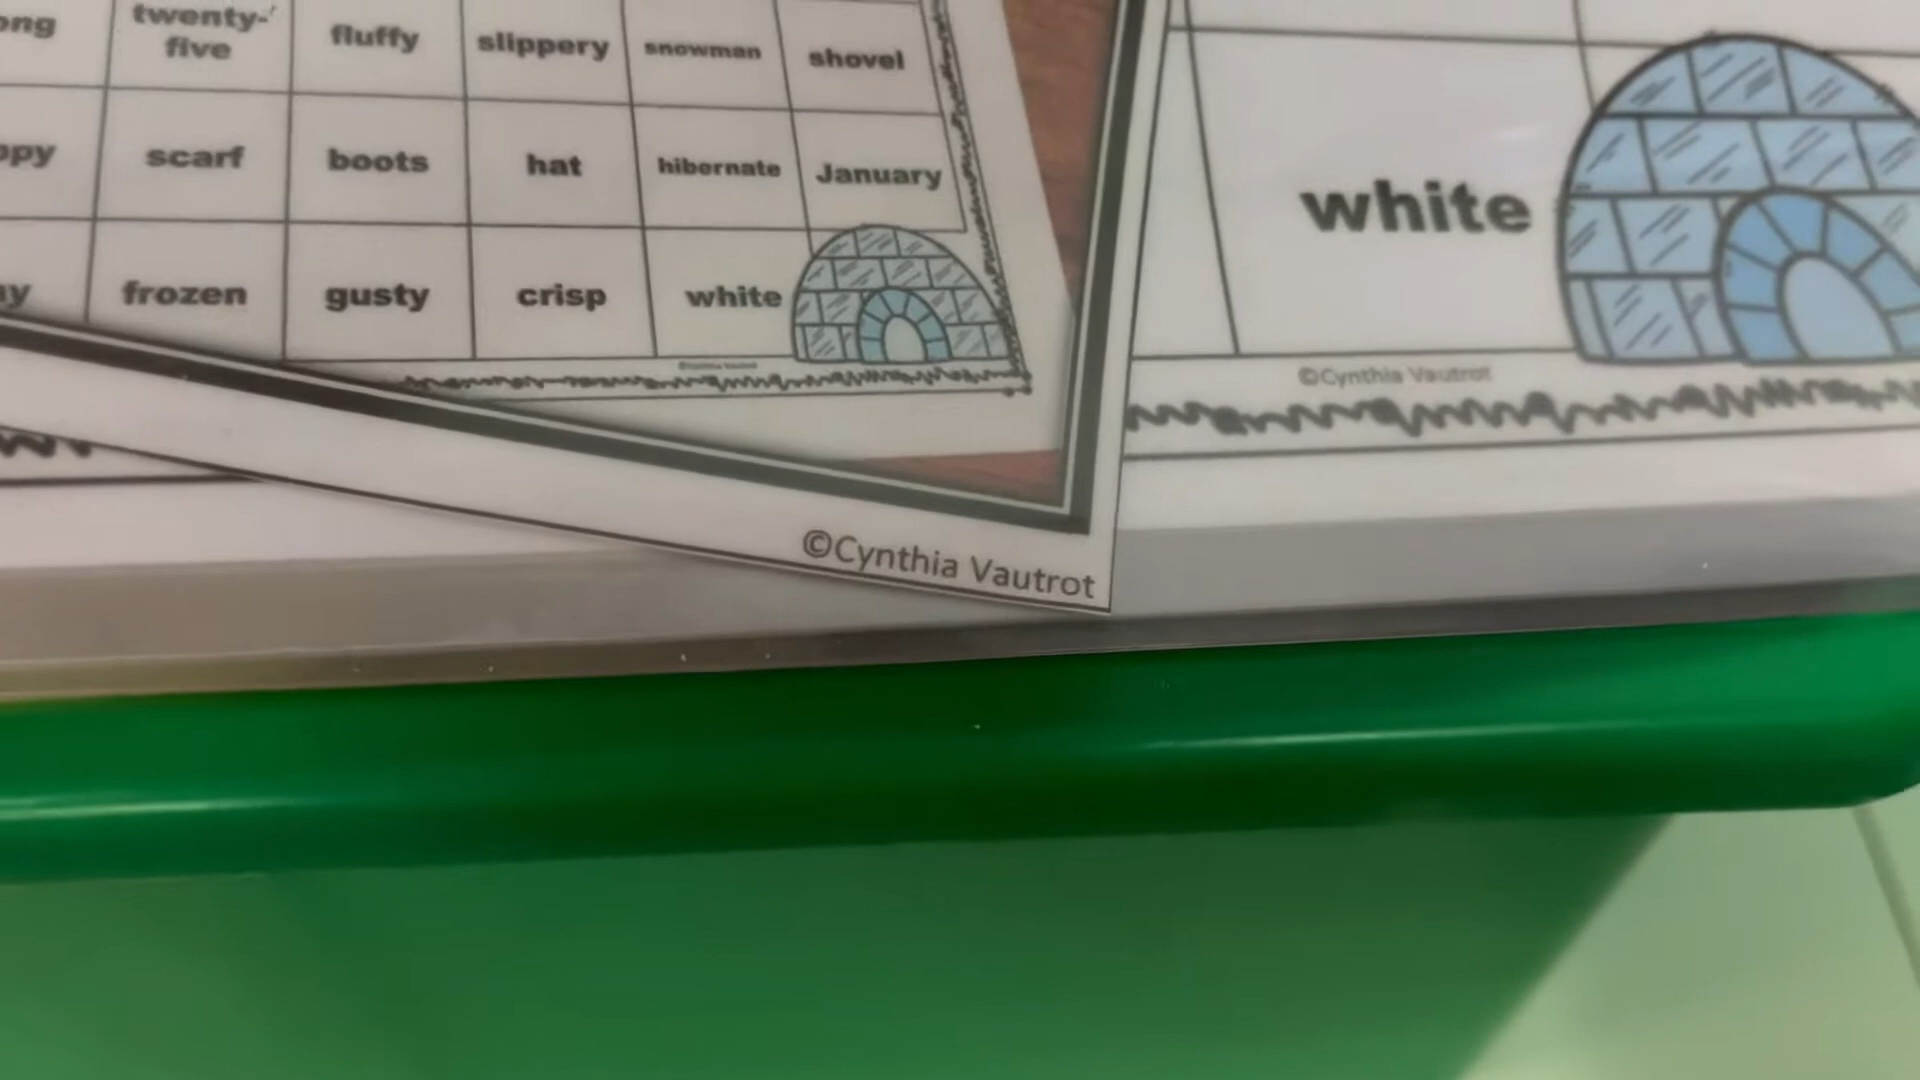 twenty-
five fluffy slippery snowman shovel
scarf boots hat hibernate January
frozen gusty crisp white
©Cynthia Vautrot
white
©Cynthia Vautrot
©Cynthia Vautrot